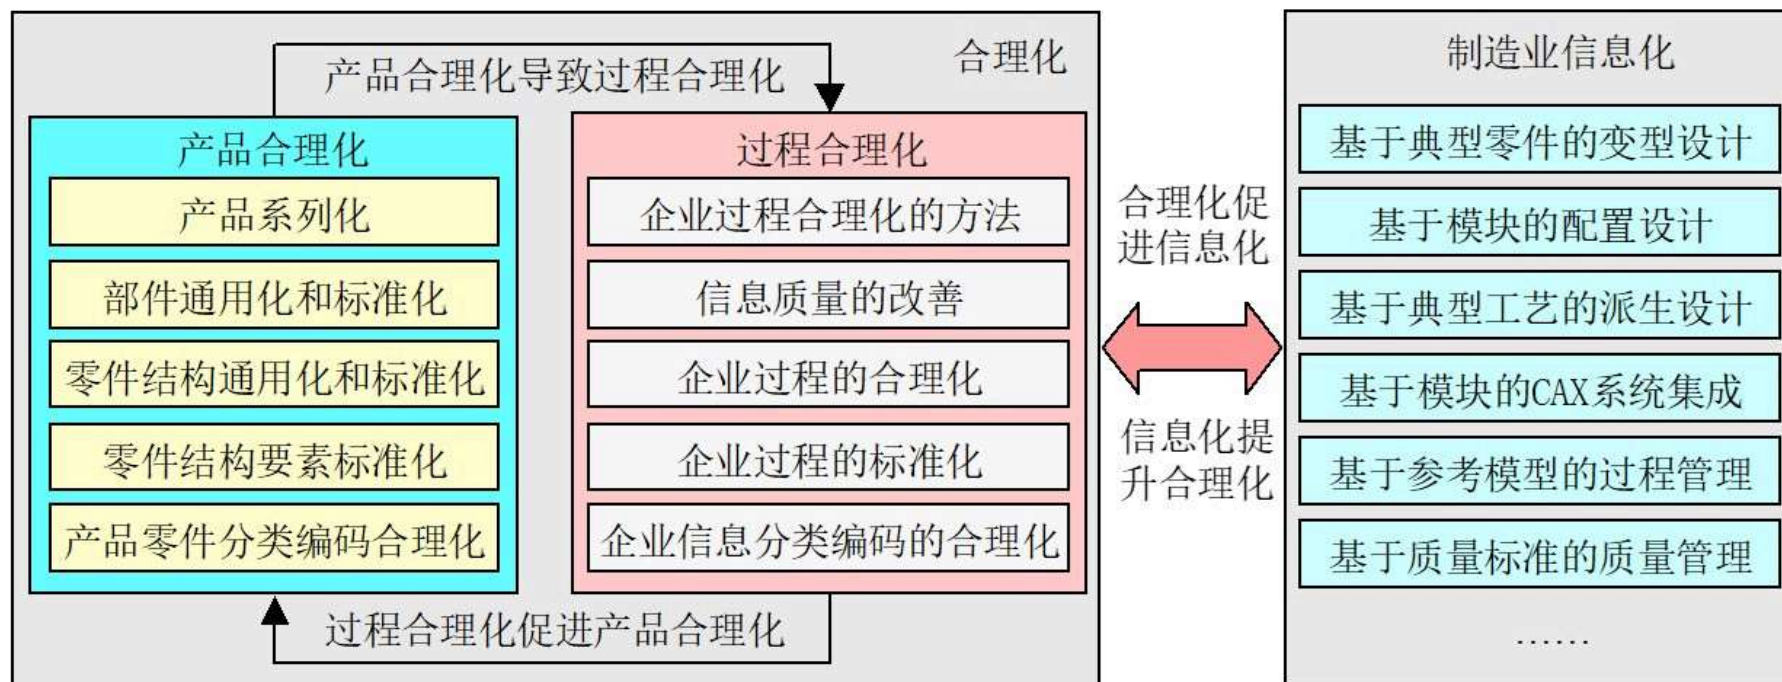 合理化
产品合理化导致过程合理化
产品合理化
产品系列化
部件通用化和标准化
零件结构通用化和标准化
零件结构要素标准化
产品零件分类编码合理化
过程合理化
企业过程合理化的方法
信息质量的改善
企业过程的合理化
企业过程的标准化
企业信息分类编码的合理化
过程合理化促进产品合理化
合理化促
进信息化
信息化提
升合理化
制造业信息化
基于典型零件的变型设计
基于模块的配置设计
基于典型工艺的派生设计
基于模块的CAX系统集成
基于参考模型的过程管理
基于质量标准的质量管理
……